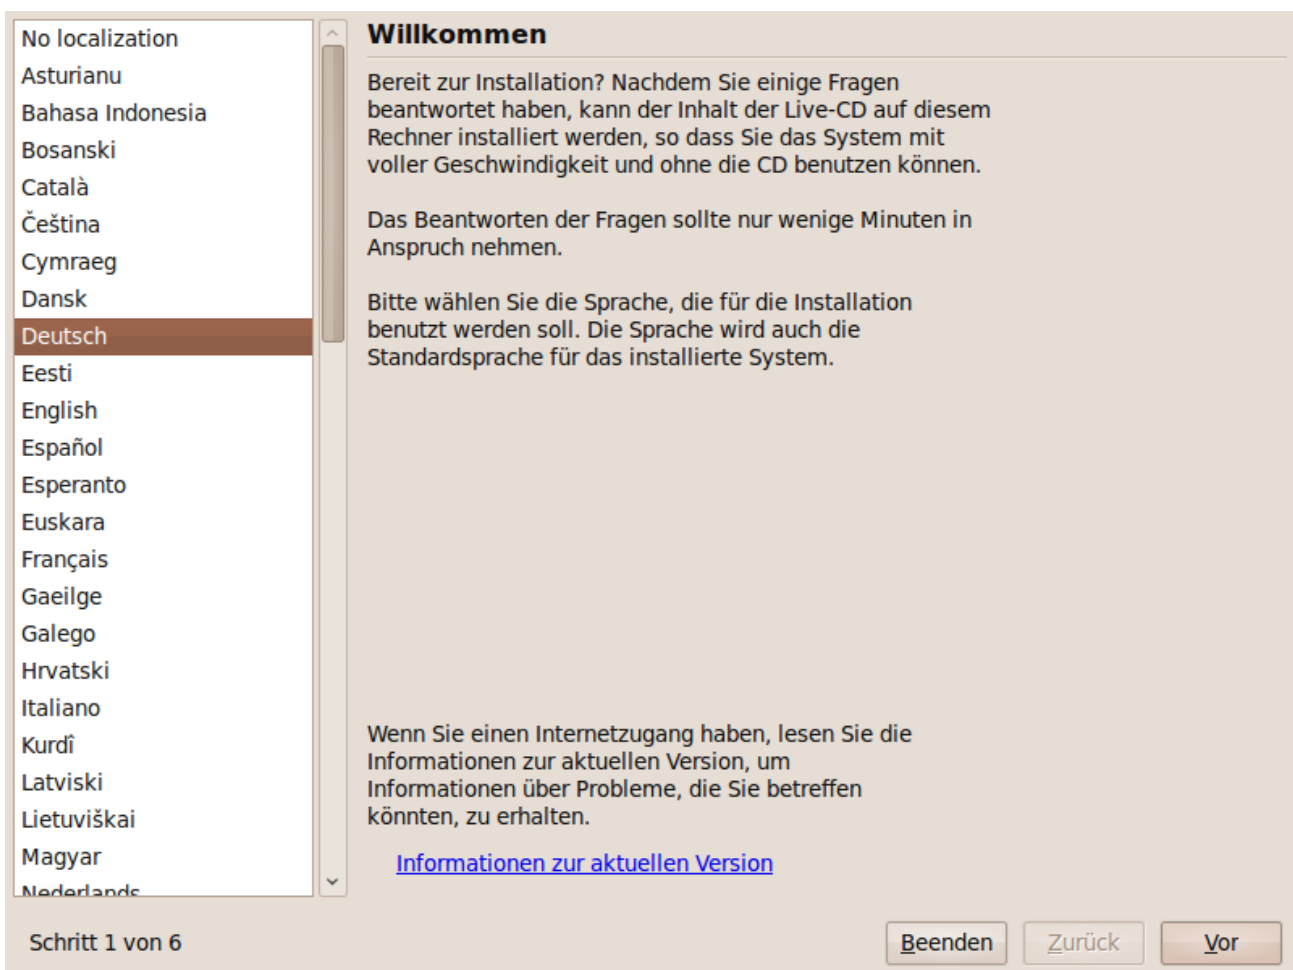 No localization
Asturianu
Bahasa Indonesia
Bosanski
Català
Čeština
Cymraeg
Dansk
Deutsch
Eesti
English
Español
Esperanto
Euskara
Français
Gaeilge
Galego
Hrvatski
Italiano
Kurdî
Latviski
Lietuviškai
Magyar
Nederlands
Willkommen
Bereit zur Installation? Nachdem Sie einige Fragen
beantwortet haben, kann der Inhalt der Live-CD auf diesem
Rechner installiert werden, so dass Sie das System mit
voller Geschwindigkeit und ohne die CD benutzen können.
Das Beantworten der Fragen sollte nur wenige Minuten in
Anspruch nehmen.
Bitte wählen Sie die Sprache, die für die Installation
benutzt werden soll. Die Sprache wird auch die
Standardsprache für das installierte System.
Wenn Sie einen Internetzugang haben, lesen Sie die
Informationen zur aktuellen Version, um
Informationen über Probleme, die Sie betreffen
könnten, zu erhalten.
Informationen zur aktuellen Version
Schritt 1 von 6
Beenden
Zurück
Vor